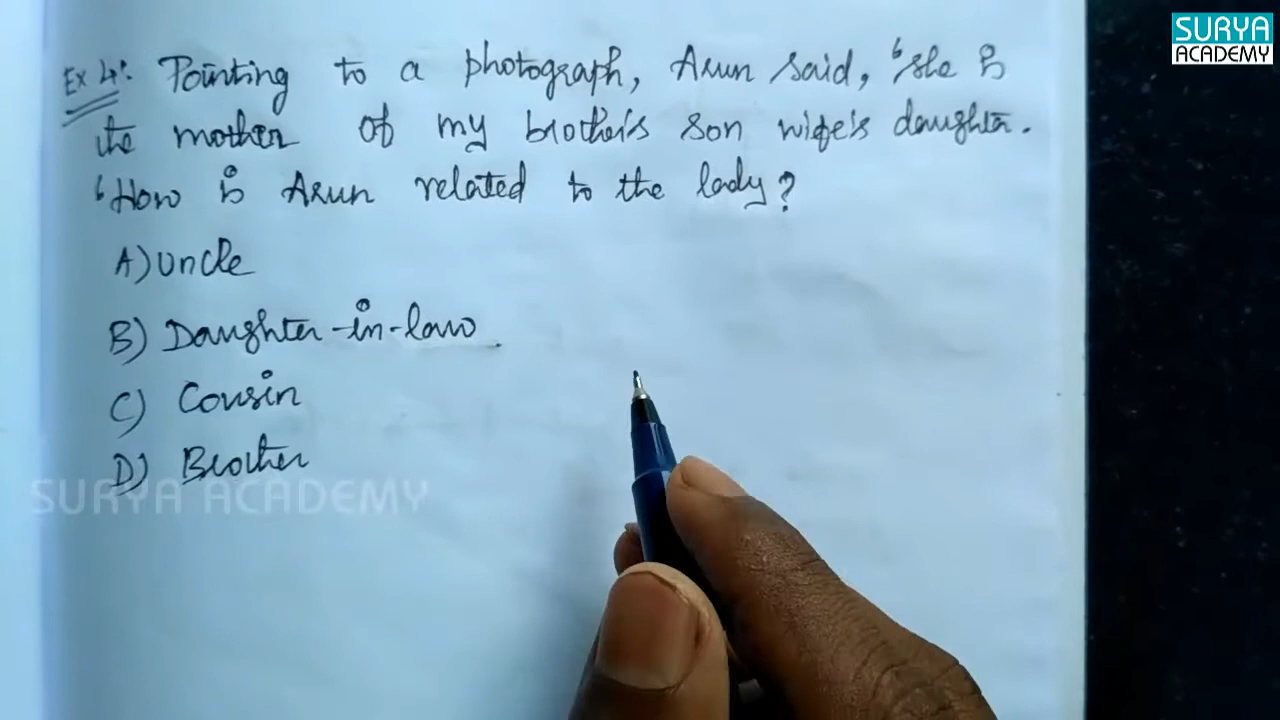 SURYA
ACADEMY
Ex 4: Pointing to a photograph, Arun said, "She is
the mother of my brother's son wife's daughter.
"How is Arun related to the lady?
A) Uncle
B) Daughter-in-law.
C) Cousin
D) Brother
SURYA ACADEMY